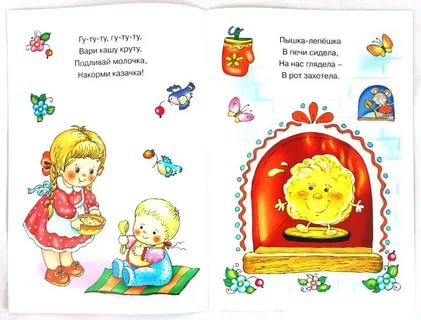 Гу-ту-ту, гу-ту-ту,
Вари кашу круту,
Подливай молочка,
Накорми казачка!
Пышка-лепёшка
В печи сидела,
На нас глядела –
В рот захотела.